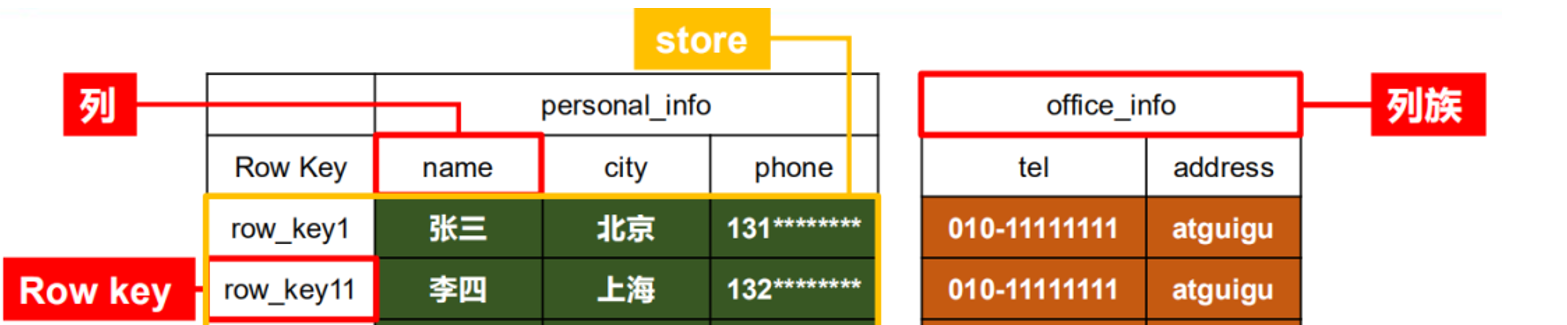 store
列
personal_info
office_info
列族
Row Key
name
city
phone
tel
address
row_key1
张三
北京
131********
010-11111111
atguigu
Row key
row_key11
李四
上海
132********
010-11111111
atguigu